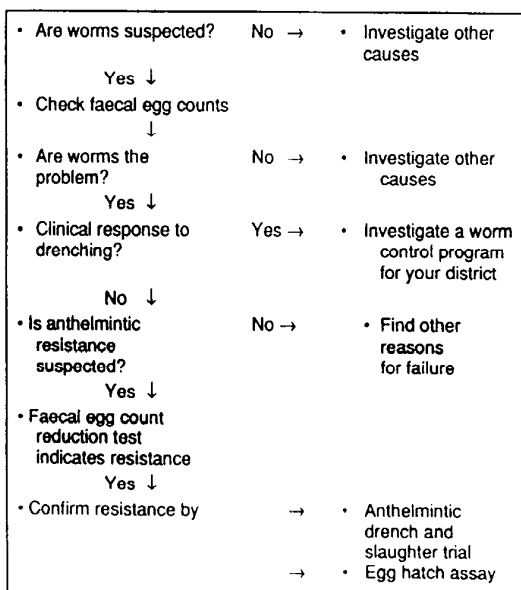 • Are worms suspected? No → • Investigate other
causes
Yes ↓
• Check faecal egg counts
↓
• Are worms the No → • Investigate other
problem? causes
Yes ↓
• Clinical response to Yes → • Investigate a worm
drenching? control program
for your district
No ↓
• Is anthelmintic No → • Find other
resistance reasons
suspected? for failure
Yes ↓
• Faecal egg count
reduction test
indicates resistance
Yes ↓
• Confirm resistance by → • Anthelmintic
drench and
slaughter trial
→ • Egg hatch assay